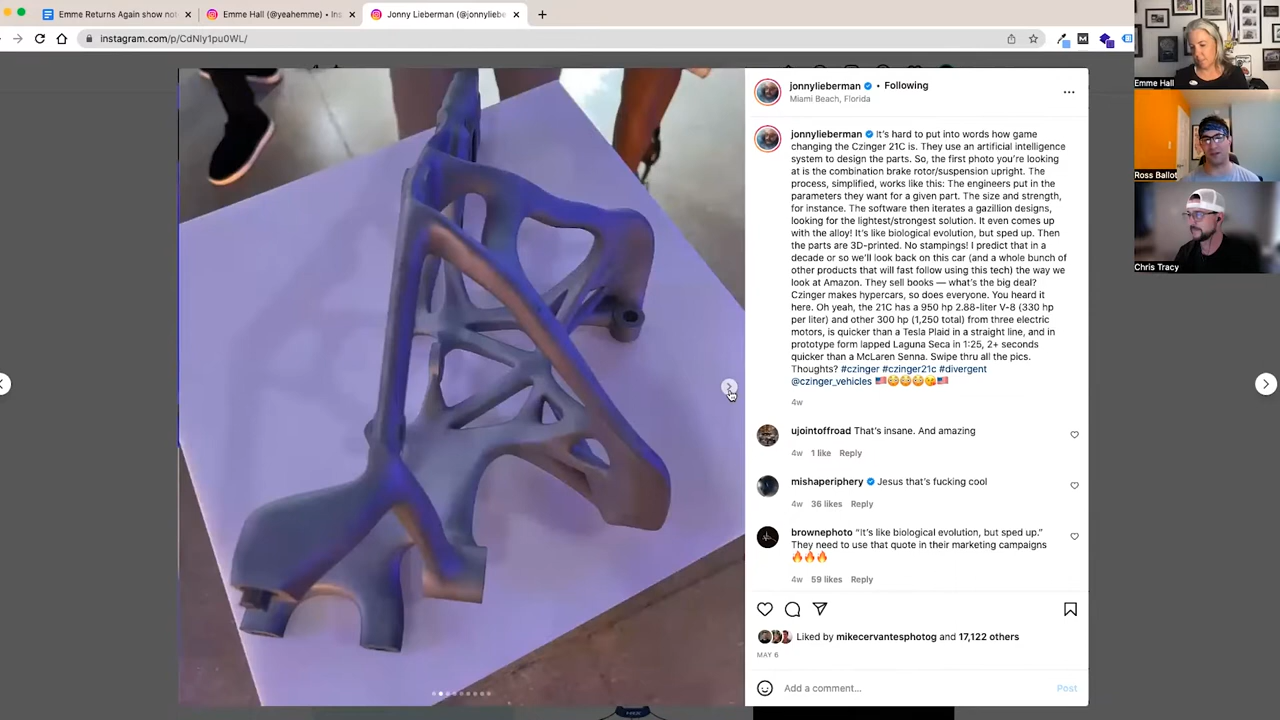 Emme Returns Again show not
Emme Hall (@yeahemme) • Ins
Jonny Lieberman (@jonnyliebe
instagram.com/p/CdNly1pu0WL/
Emme Hall
Ross Ballot
Chris Tracy
jonnylieberman • Following
Miami Beach, Florida
jonnylieberman It's hard to put into words how game
changing the Czinger 21C is. They use an artificial intelligence
system to design the parts. So, the first photo you're looking
at is the combination brake rotor/suspension upright. The
process, simplified, works like this: The engineers put in the
parameters they want for a given part. The size and strength,
for instance. The software then iterates a gazillion designs,
looking for the lightest/strongest solution. It even comes up
with the alloy! It's like biological evolution, but sped up. Then
the parts are 3D-printed. No stampings! I predict that in a
decade or so we'll look back on this car (and a whole bunch of
other products that will fast follow using this tech) the way we
look at Amazon. They sell books — what's the big deal?
Czinger makes hypercars, so does everyone. You heard it
here. Oh yeah, the 21C has a 950 hp 2.88-liter V-8 (330 hp
per liter) and other 300 hp (1,250 total) from three electric
motors, is quicker than a Tesla Plaid in a straight line, and in
prototype form lapped Laguna Seca in 1:25, 2+ seconds
quicker than a McLaren Senna. Swipe thru all the pics.
Thoughts? #czinger #czinger21c #divergent
@czinger_vehicles 🇺🇸😳😳😳😘🇺🇸
4w
ujointoffroad That's insane. And amazing
4w 1 like Reply
mishaperiphery Jesus that's fucking cool
4w 36 likes Reply
brownephoto "It's like biological evolution, but sped up."
They need to use that quote in their marketing campaigns
🔥🔥🔥
4w 59 likes Reply
Liked by mikecervantesphotog and 17,122 others
MAY 6
Add a comment...
Post